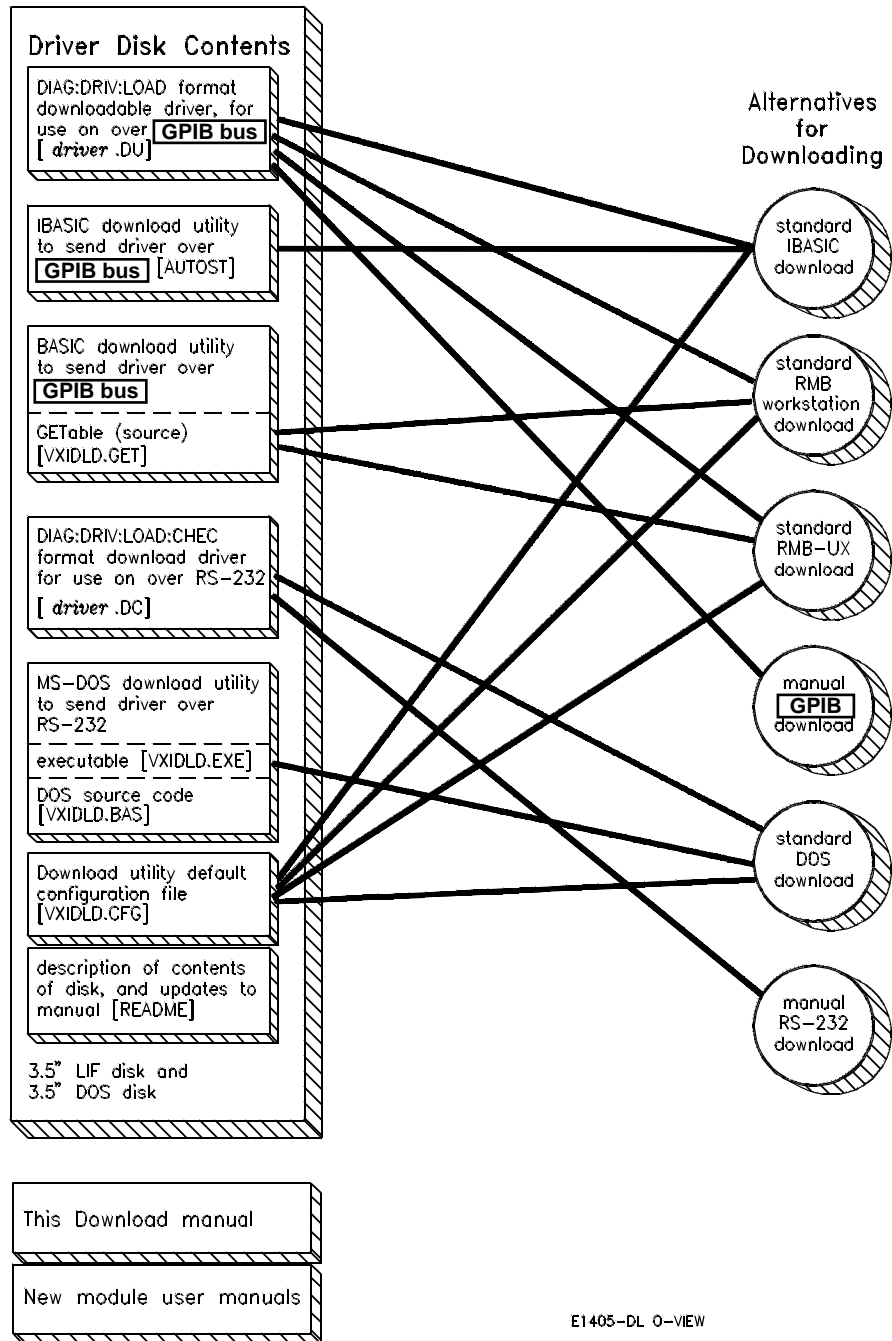 Driver Disk Contents
DIAG:DRIV:LOAD format
downloadable driver, for
use on over GPIB bus
[ driver .DU]
IBASIC download utility
to send driver over
GPIB bus [AUTOST]
BASIC download utility
to send driver over
GPIB bus
GETable (source)
[VXIDLD.GET]
DIAG:DRIV:LOAD:CHEC
format download driver
for use on over RS-232
[ driver .DC]
MS-DOS download utility
to send driver over
RS-232
executable [VXIDLD.EXE]
DOS source code
[VXIDLD.BAS]
Download utility default
configuration file
[VXIDLD.CFG]
description of contents
of disk, and updates to
manual [README]
3.5" LIF disk and
3.5" DOS disk
This Download manual
New module user manuals
Alternatives
for
Downloading
standard
IBASIC
download
standard
RMB
workstation
download
standard
RMB-UX
download
manual
GPIB
download
standard
DOS
download
manual
RS-232
download
E1405-DL O-VIEW